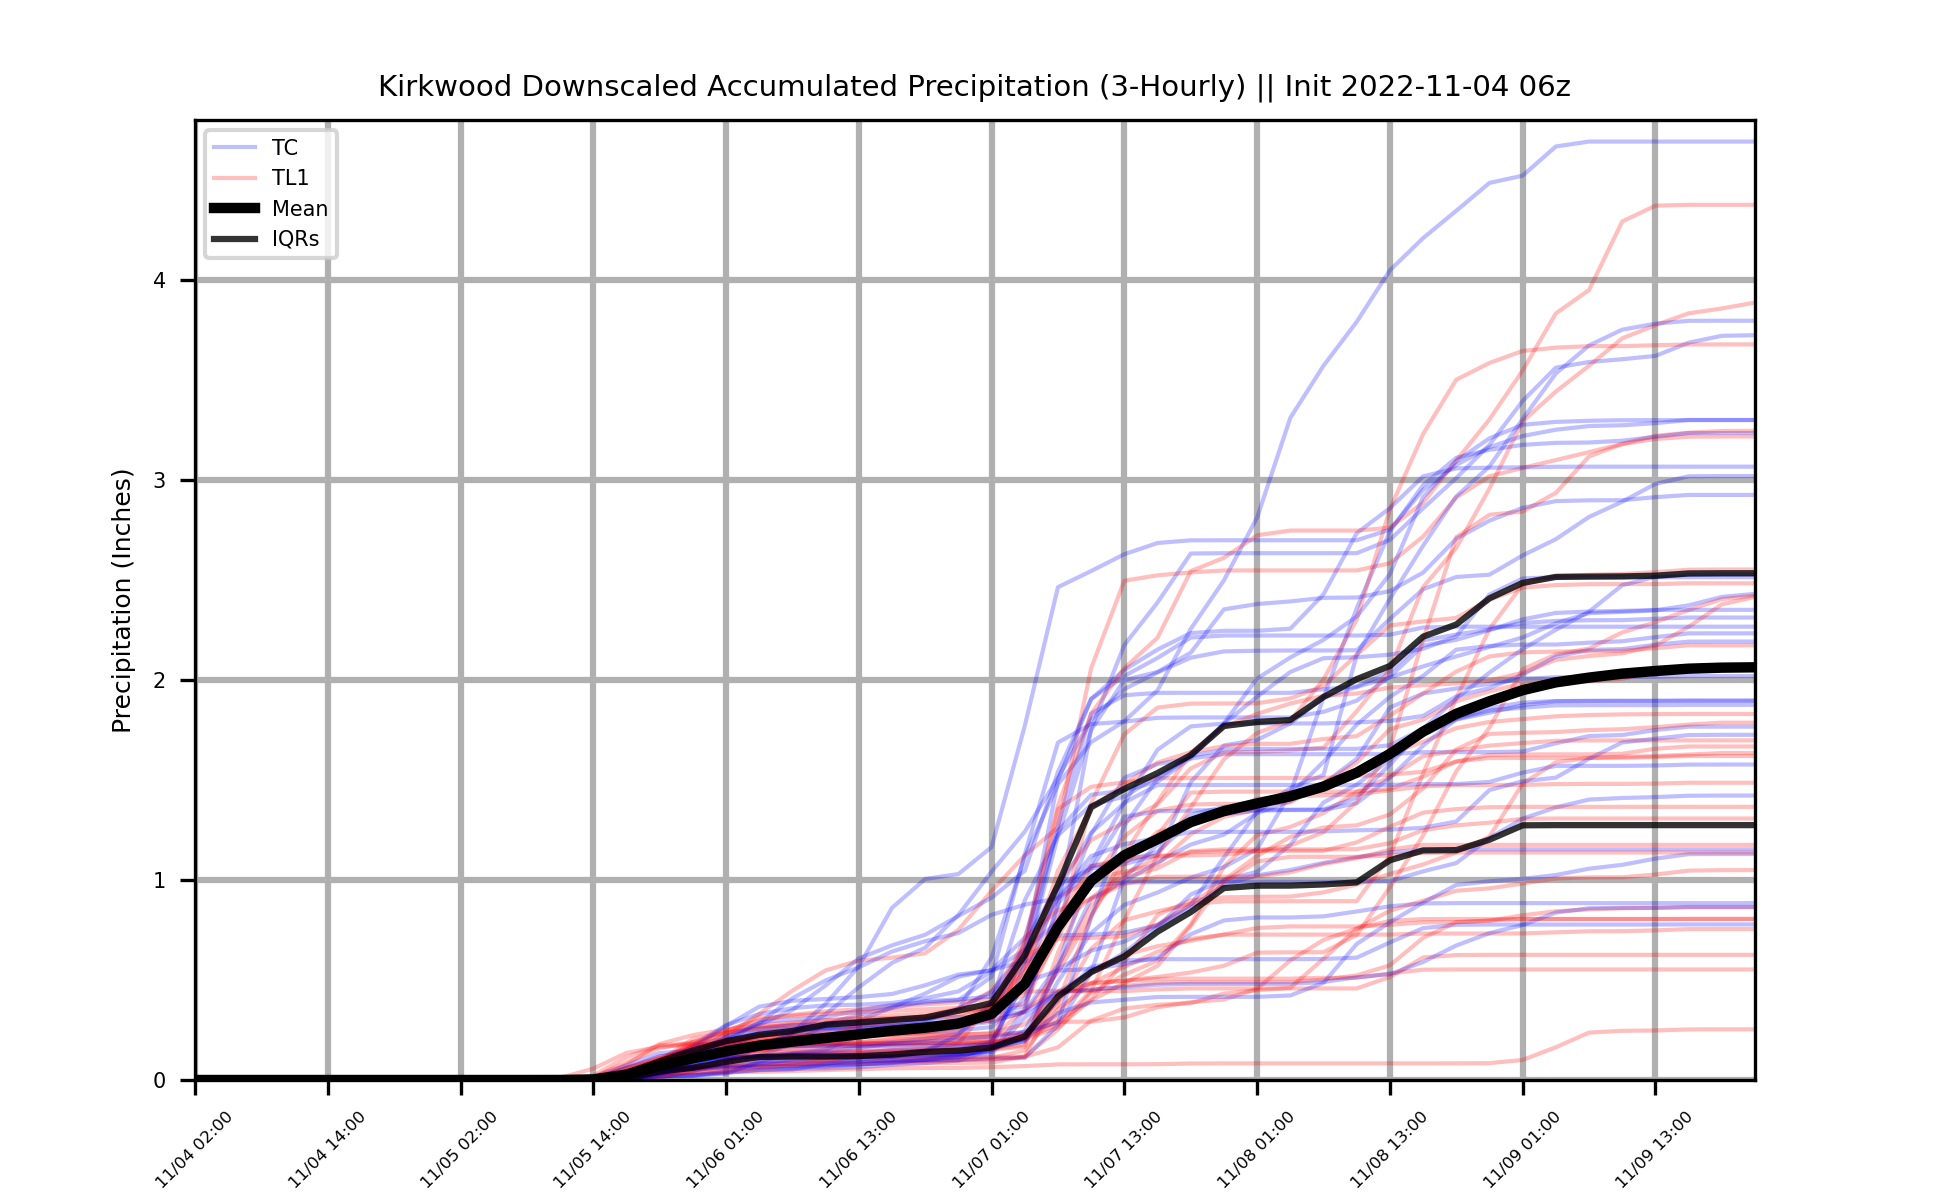 Kirkwood Downscaled Accumulated Precipitation (3-Hourly) || Init 2022-11-04 06z
TC
TL1
Mean
IQRs
Precipitation (Inches)
4
3
2
1
0
11/04 02:00
11/04 14:00
11/05 02:00
11/05 14:00
11/06 01:00
11/06 13:00
11/07 01:00
11/07 13:00
11/08 01:00
11/08 13:00
11/09 01:00
11/09 13:00